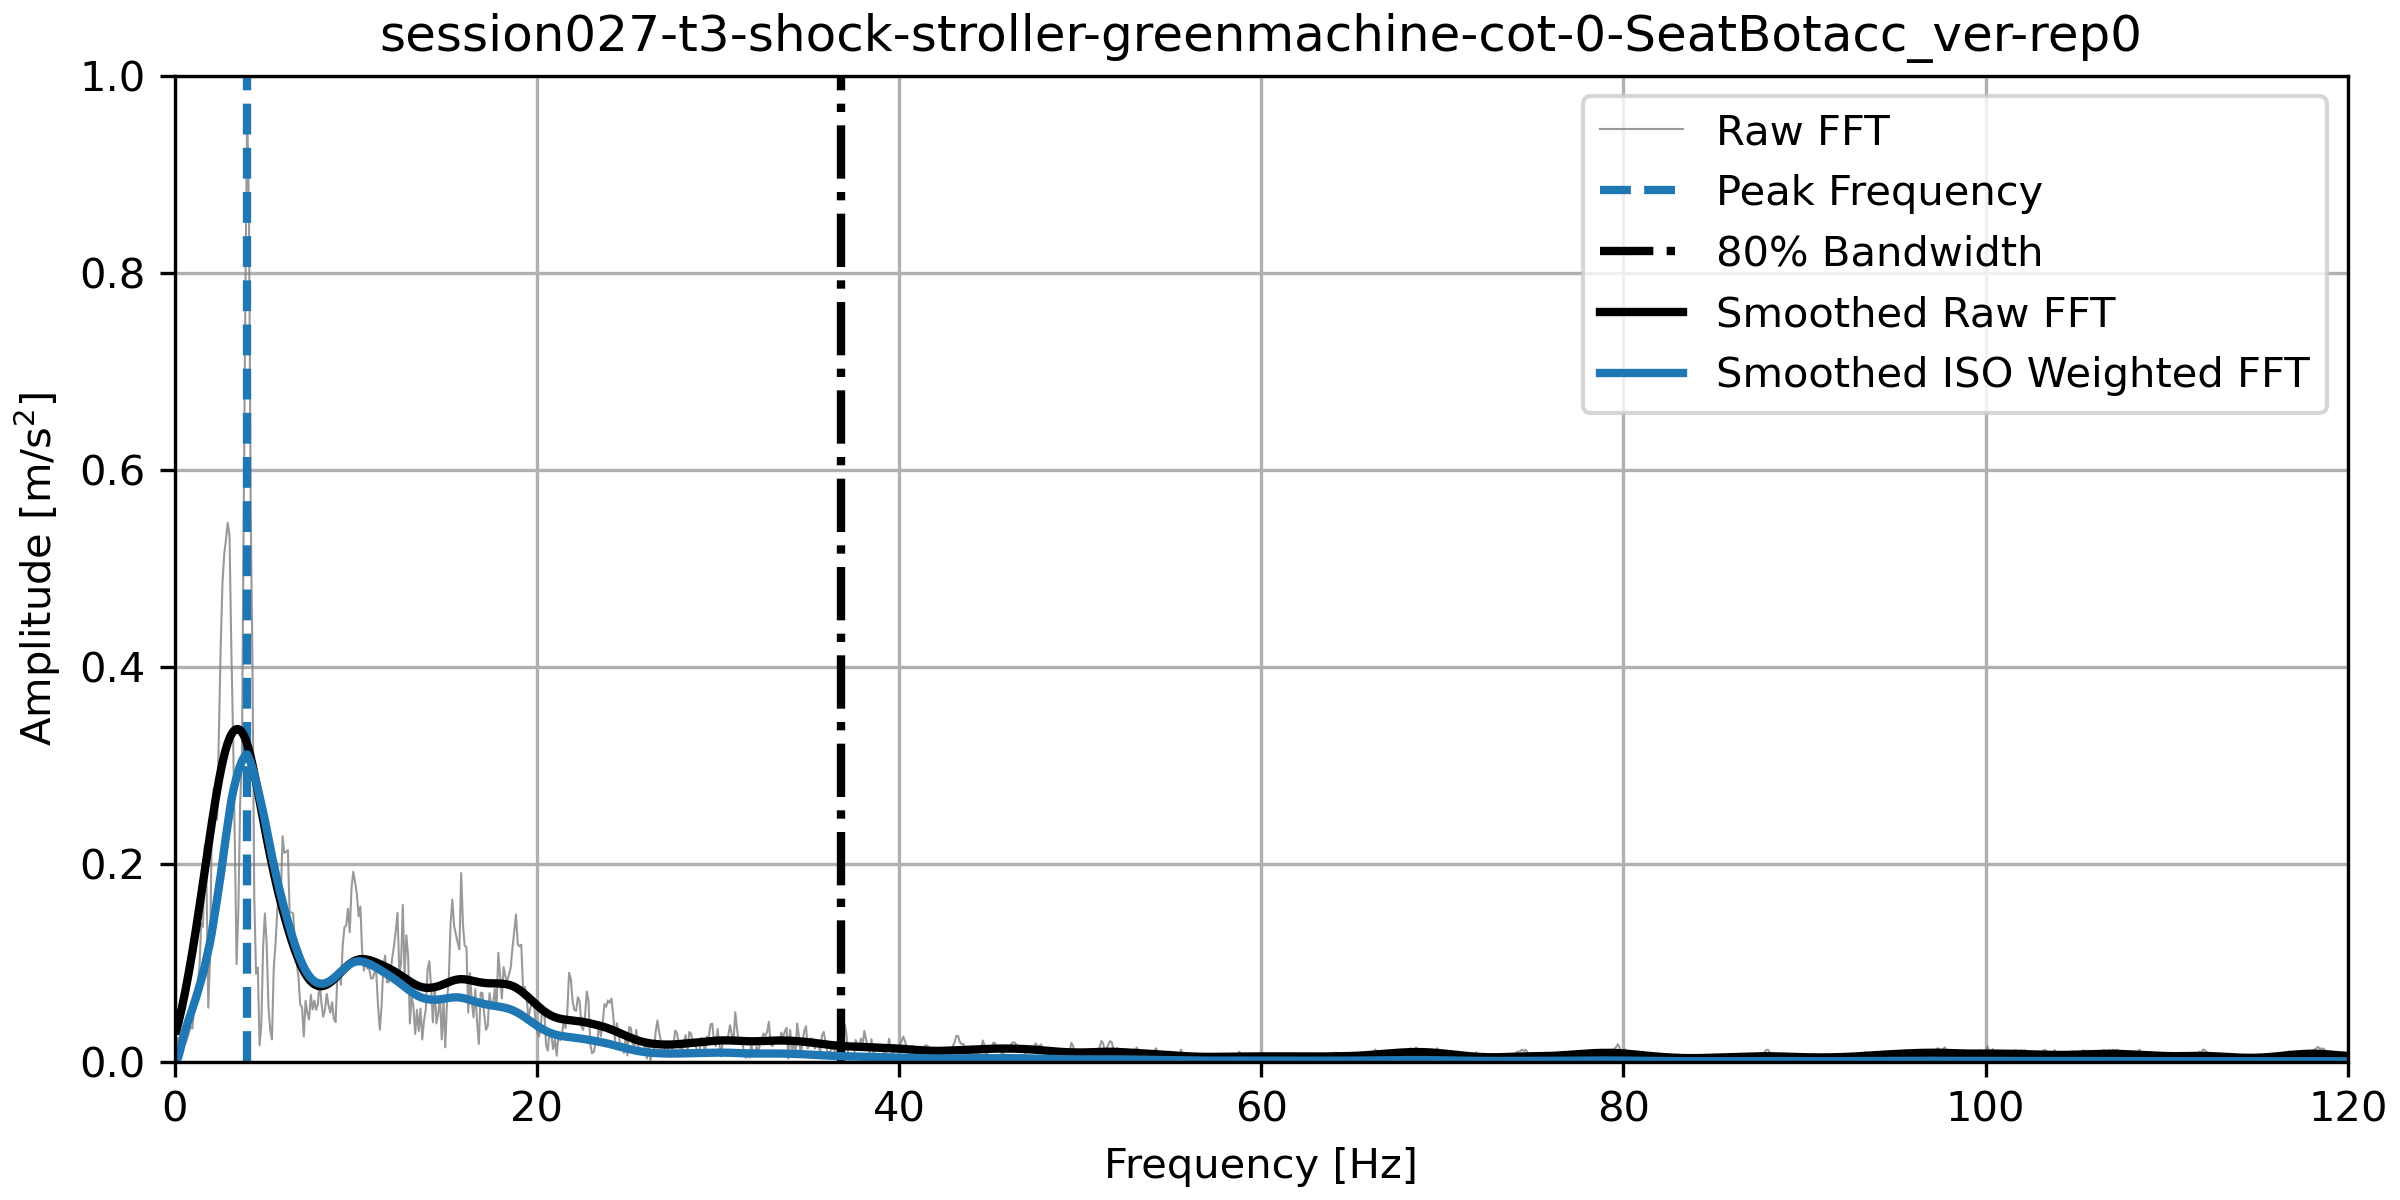 session027-t3-shock-stroller-greenmachine-cot-0-SeatBotacc_ver-rep0
1.0
0.8
0.6
0.4
0.2
0.0
Amplitude [m/s²]
Raw FFT
Peak Frequency
80% Bandwidth
Smoothed Raw FFT
Smoothed ISO Weighted FFT
0 20 40 60 80 100 120
Frequency [Hz]